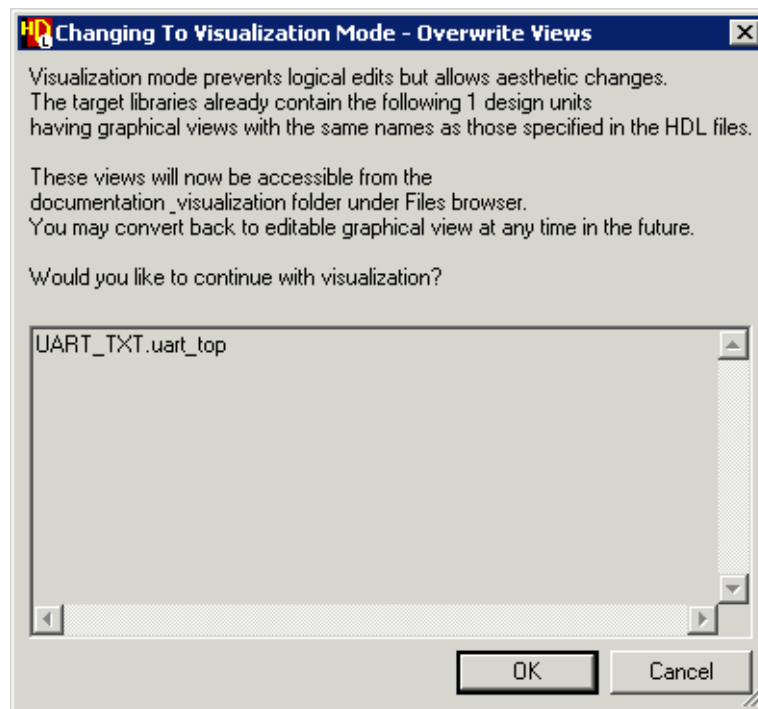 HDL Changing To Visualization Mode - Overwrite Views
Visualization mode prevents logical edits but allows aesthetic changes.
The target libraries already contain the following 1 design units
having graphical views with the same names as those specified in the HDL files.
These views will now be accessible from the
documentation _visualization folder under Files browser.
You may convert back to editable graphical view at any time in the future.
Would you like to continue with visualization?
UART_TXT.uart_top
OK Cancel